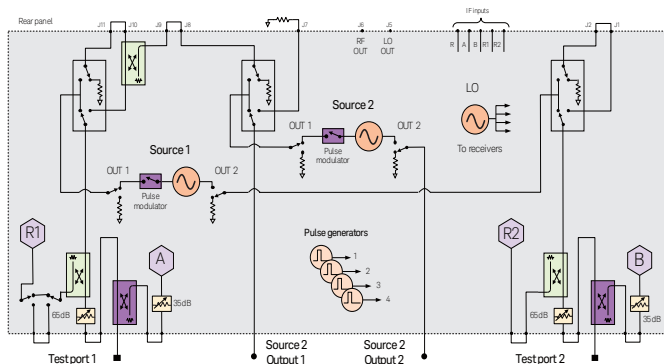 Rear panel
J11
J10
J9
J8
J7
J6
J5
RF
OUT
LO
OUT
IF inputs
R
A
B
R1
R2
J2
J1
LO
To receivers
Source 2
OUT 1
OUT 2
Pulse
modulator
Source 1
OUT 1
OUT 2
Pulse
modulator
Pulse generators
1
2
3
4
R1
A
R2
B
65dB
35dB
65dB
35dB
Test port 1
Source 2
Output 1
Source 2
Output 2
Test port 2